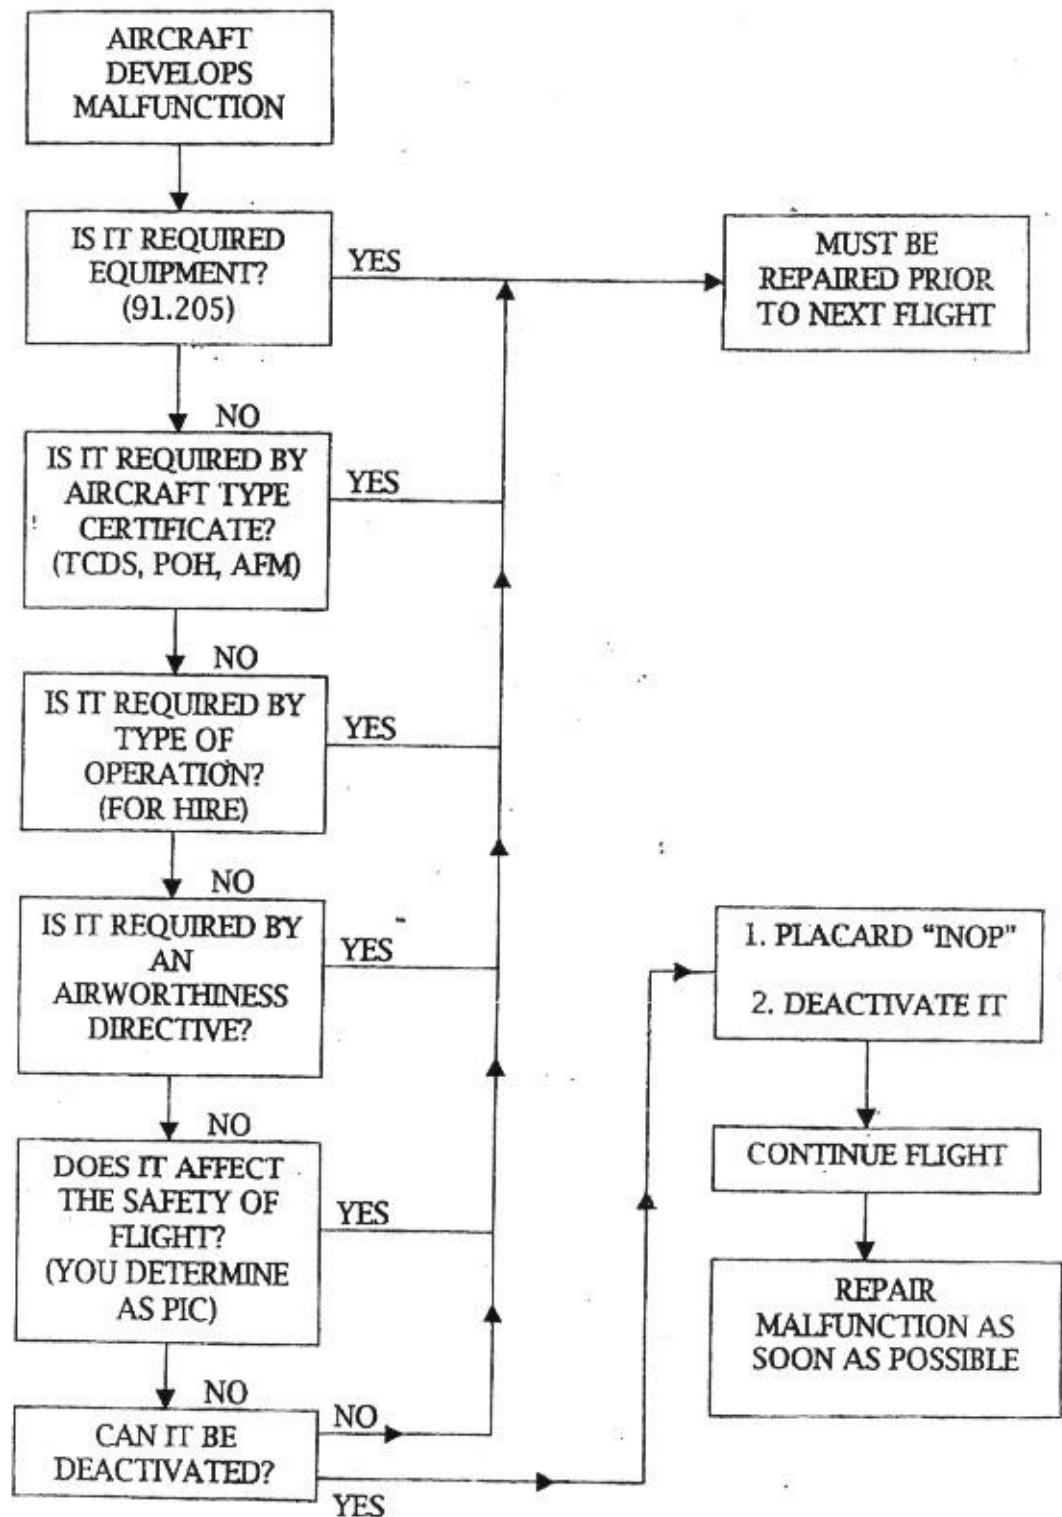 AIRCRAFT
DEVELOPS
MALFUNCTION
IS IT REQUIRED
EQUIPMENT?
(91.205)
YES
MUST BE
REPAIRED PRIOR
TO NEXT FLIGHT
NO
IS IT REQUIRED BY
AIRCRAFT TYPE
CERTIFICATE?
(TCDS, POH, AFM)
YES
NO
IS IT REQUIRED BY
TYPE OF
OPERATION?
(FOR HIRE)
YES
NO
IS IT REQUIRED BY
AN
AIRWORTHINESS
DIRECTIVE?
YES
NO
DOES IT AFFECT
THE SAFETY OF
FLIGHT?
(YOU DETERMINE
AS PIC)
YES
NO
CAN IT BE
DEACTIVATED?
NO
YES
1. PLACARD “INOP”
2. DEACTIVATE IT
CONTINUE FLIGHT
REPAIR
MALFUNCTION AS
SOON AS POSSIBLE